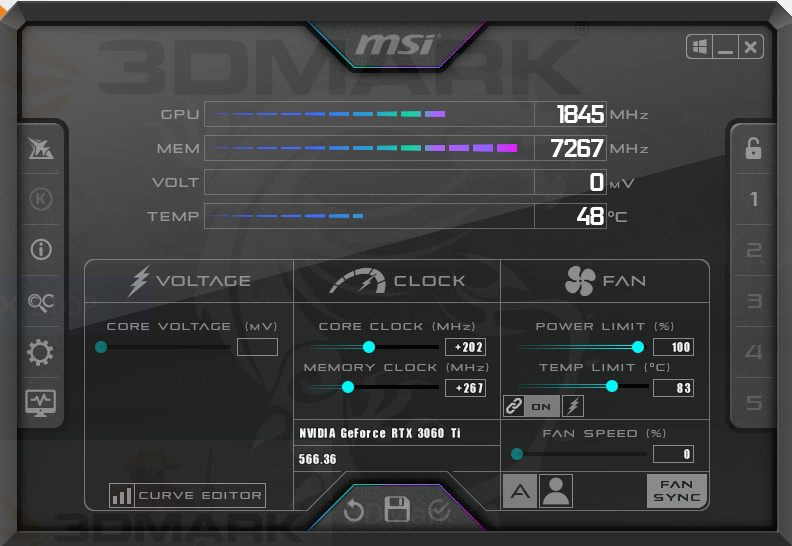 3DMARK®
msi
GPU 1845 MHz
MEM 7267 MHz
VOLT 0 mV
TEMP 48 °C
K
1
2
3
4
5
VOLTAGE
CLOCK
FAN
CORE VOLTAGE (MV)
CORE CLOCK (MHz)
+202
MEMORY CLOCK (MHz)
+267
POWER LIMIT (%)
100
TEMP LIMIT (°C)
83
ON
NVIDIA GeForce RTX 3060 Ti
566.36
FAN SPEED (%)
0
CURVE EDITOR
A
FAN
SYNC
3DMARK